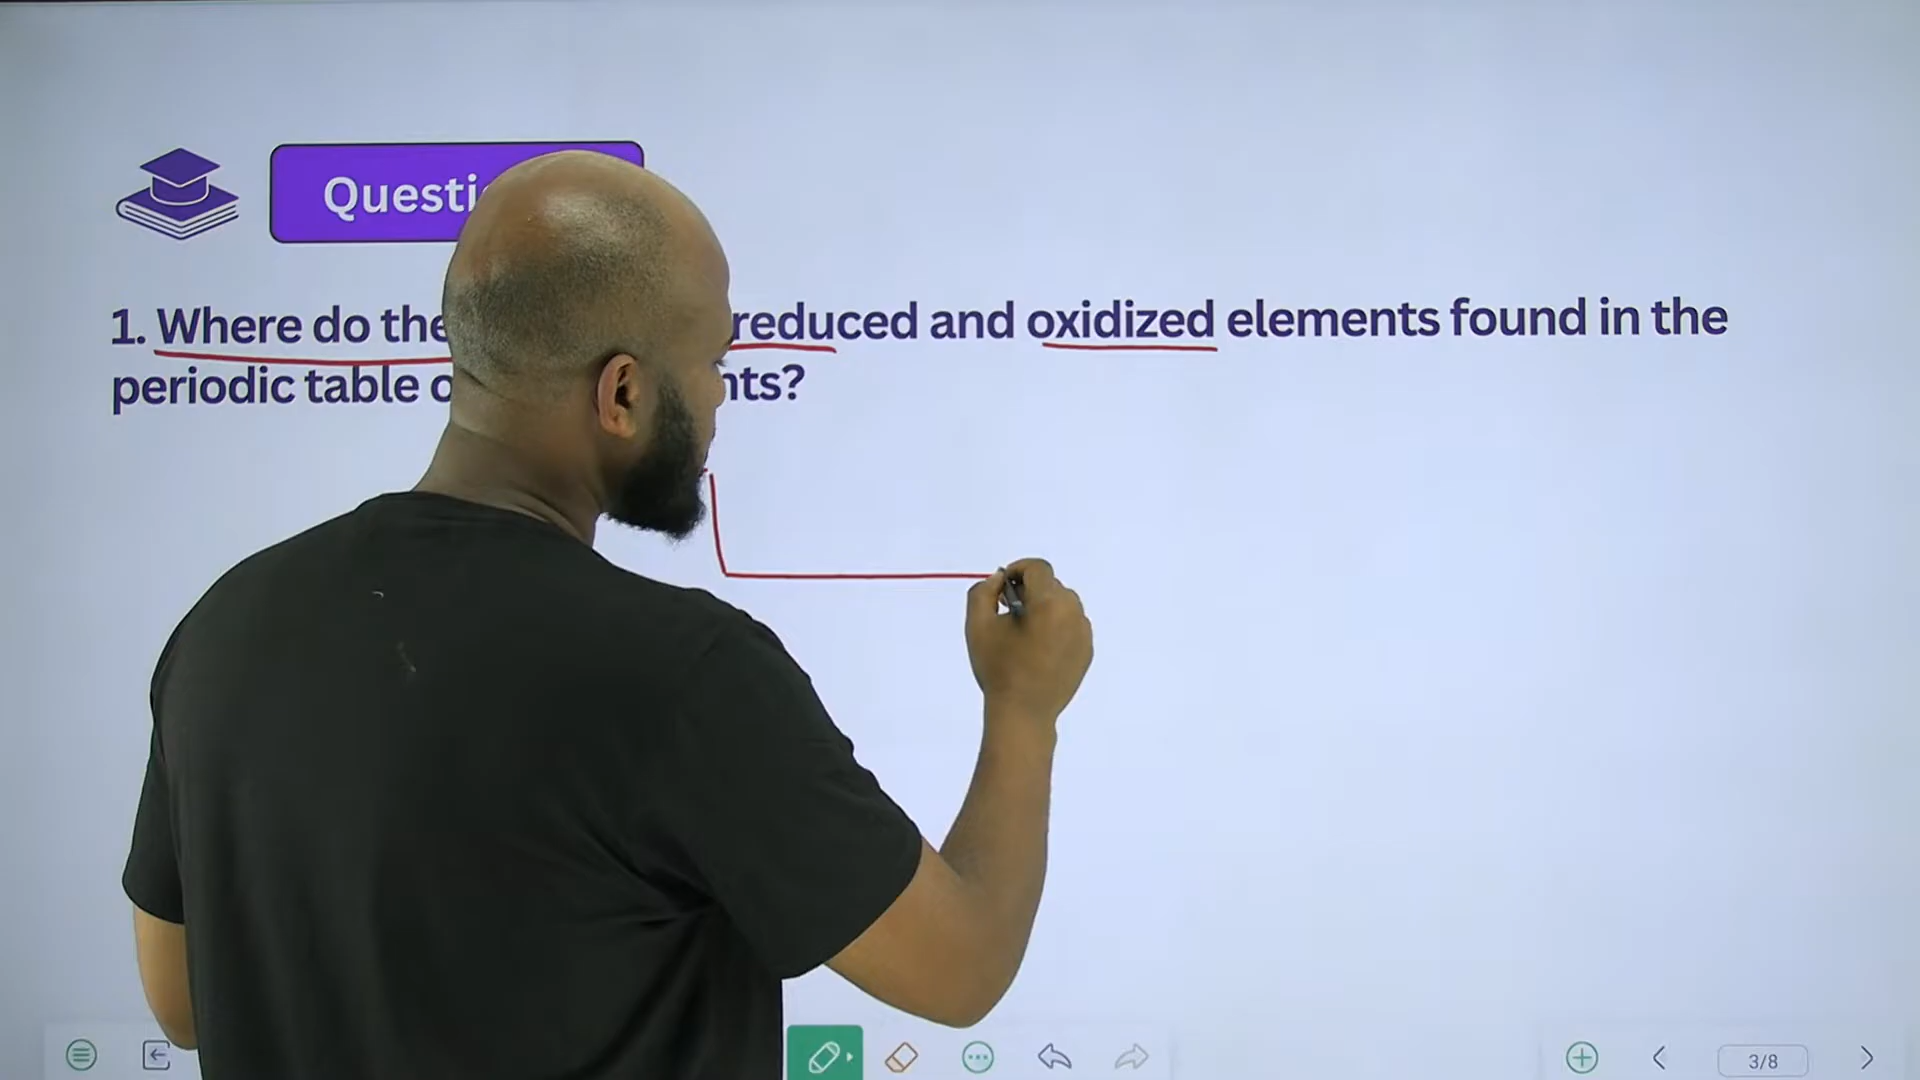 Questi
1. Where do the reduced and oxidized elements found in the
periodic table nts?
3/8